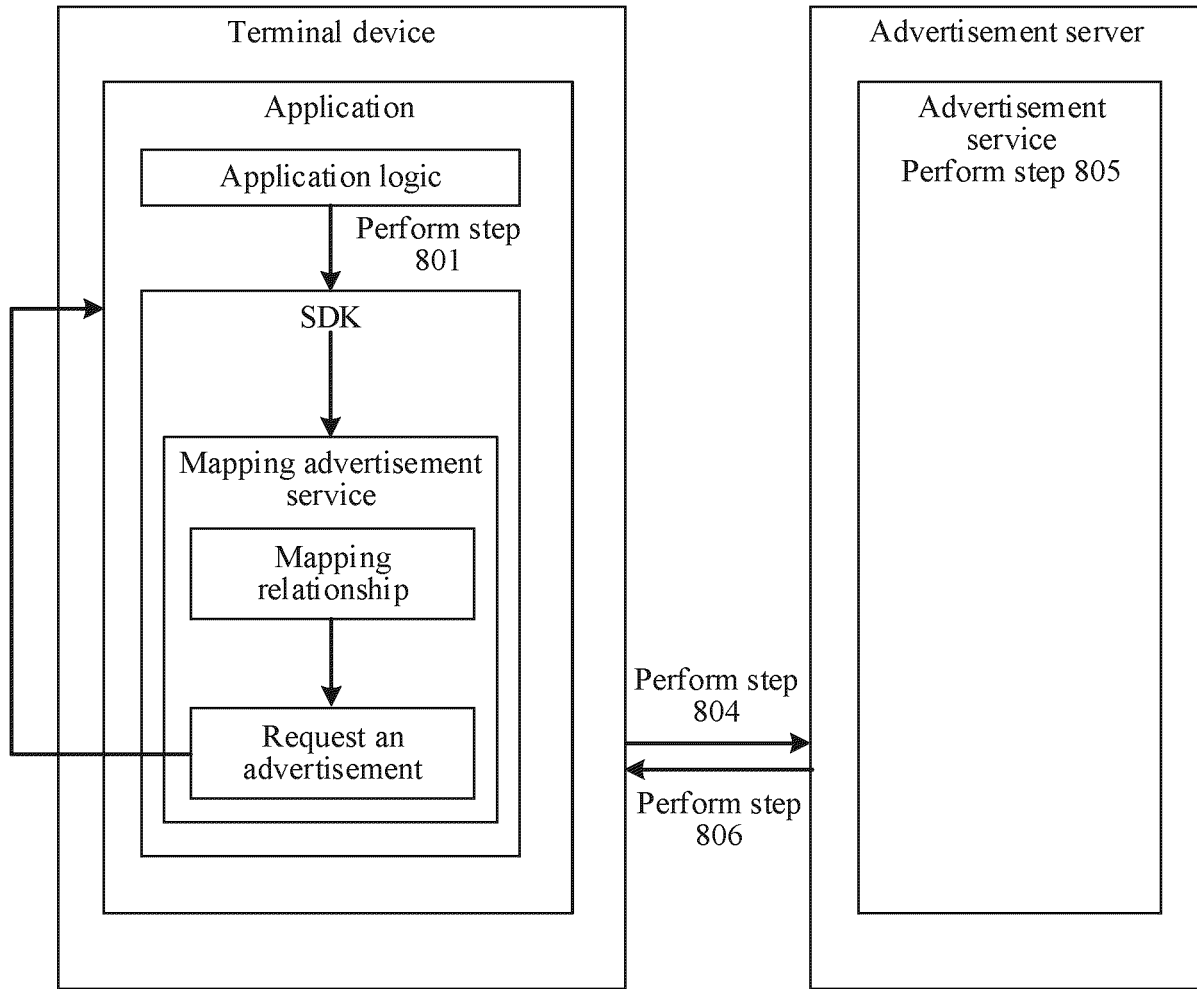 Terminal device
Application
Application logic
Perform step
801
SDK
Mapping advertisement
service
Mapping
relationship
Request an
advertisement
Perform step
804
Perform step
806
Advertisement server
Advertisement
service
Perform step 805